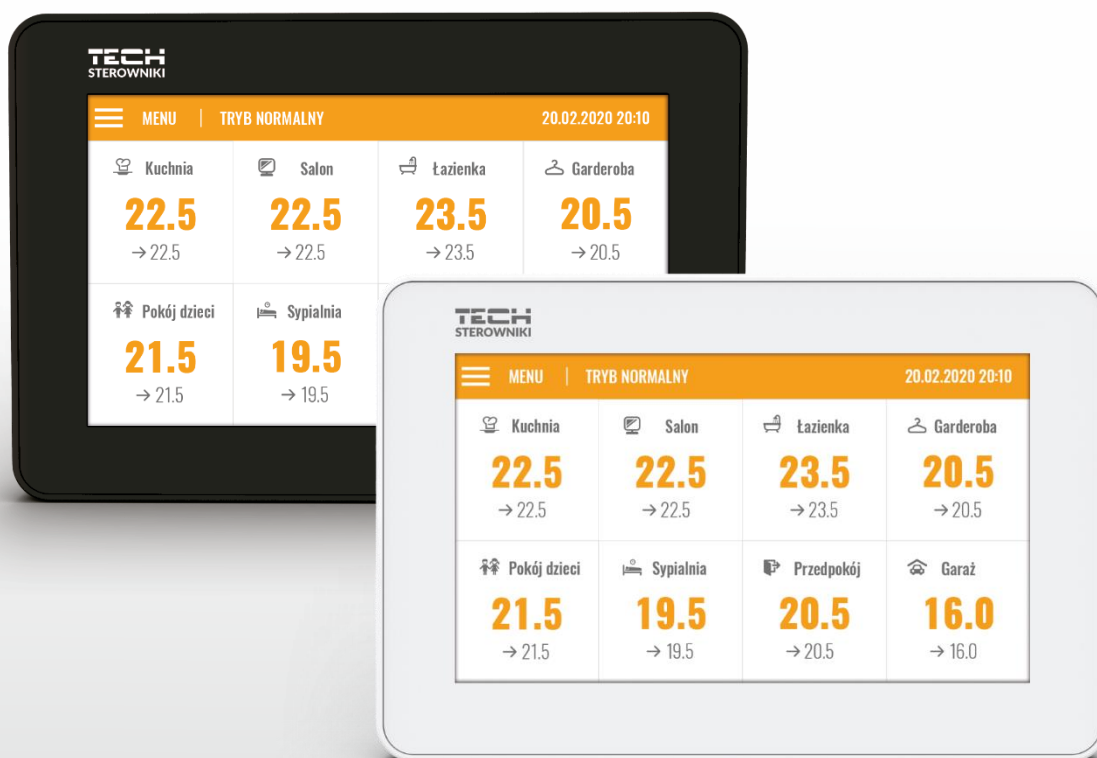 TECH
STEROWNIKI
MENU | TRYB NORMALNY 20.02.2020 20:10
Kuchnia Salon Łazienka Garderoba
22.5 22.5 23.5 20.5
→ 22.5 → 22.5 → 23.5 → 20.5
Pokój dzieci Sypialnia
21.5 19.5
→ 21.5 → 19.5
TECH
STEROWNIKI
MENU | TRYB NORMALNY 20.02.2020 20:10
Kuchnia Salon Łazienka Garderoba
22.5 22.5 23.5 20.5
→ 22.5 → 22.5 → 23.5 → 20.5
Pokój dzieci Sypialnia Przedpokój Garaż
21.5 19.5 20.5 16.0
→ 21.5 → 19.5 → 20.5 → 16.0